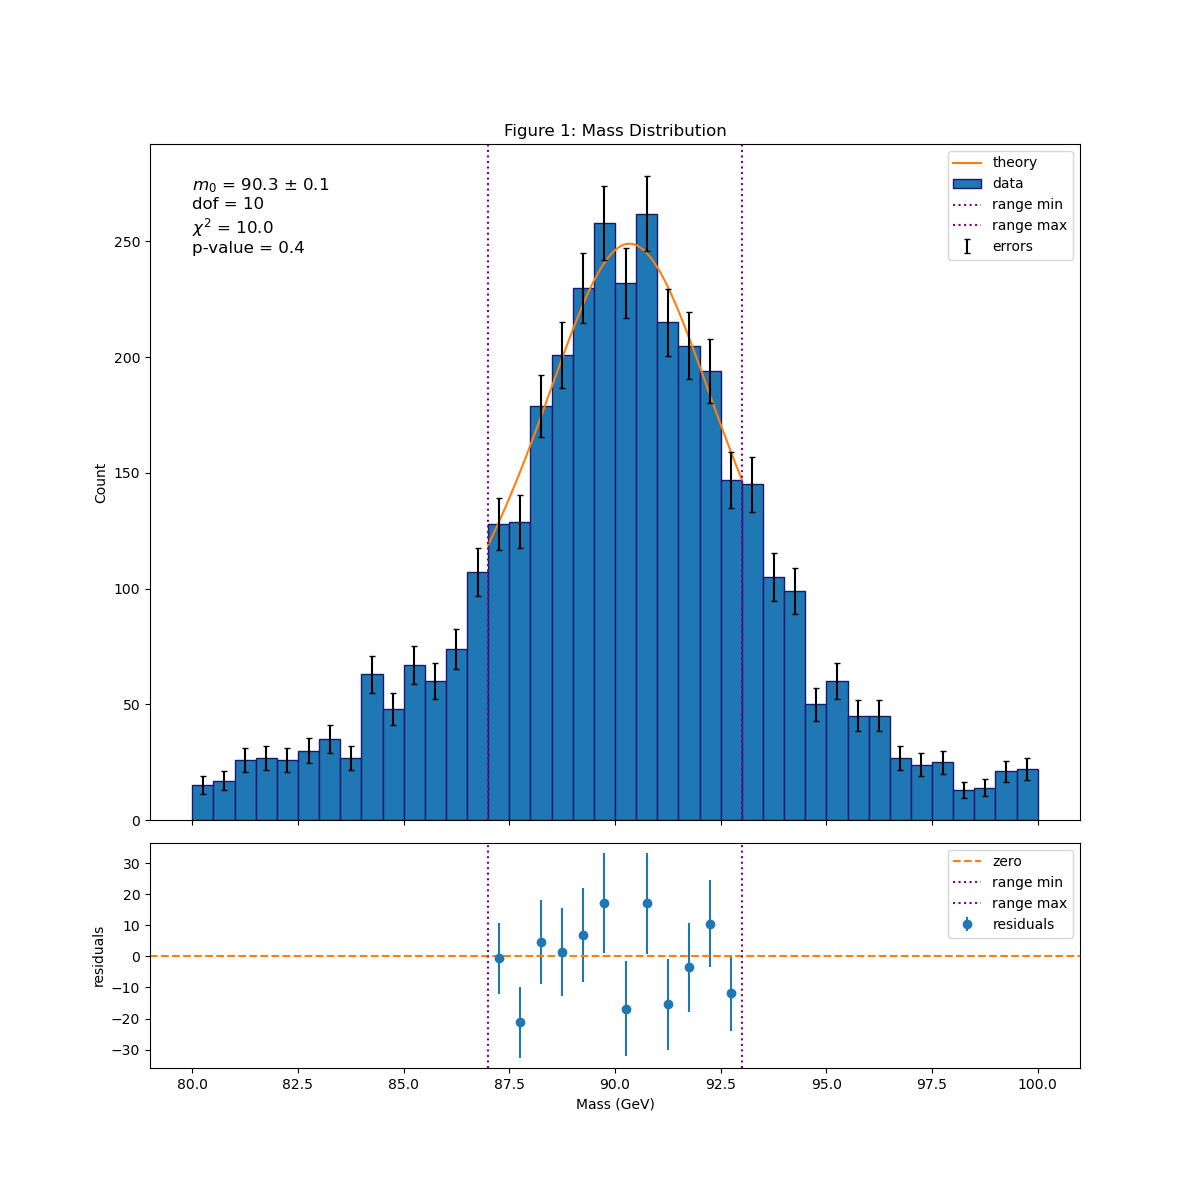 Figure 1: Mass Distribution
m₀ = 90.3 ± 0.1
dof = 10
χ² = 10.0
p-value = 0.4
theory
data
range min
range max
errors
Count
250
200
150
100
50
0
zero
range min
range max
residuals
residuals
30
20
10
0
−10
−20
−30
80.0 82.5 85.0 87.5 90.0 92.5 95.0 97.5 100.0
Mass (GeV)